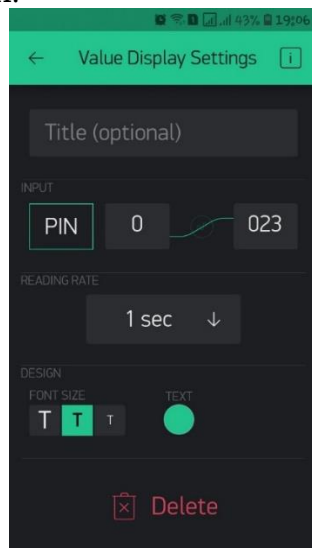 43% 19:06
← Value Display Settings i
Title (optional)
INPUT
PIN 0 023
READING RATE
1 sec ↓
DESIGN
FONT SIZE TEXT
T T T
Delete